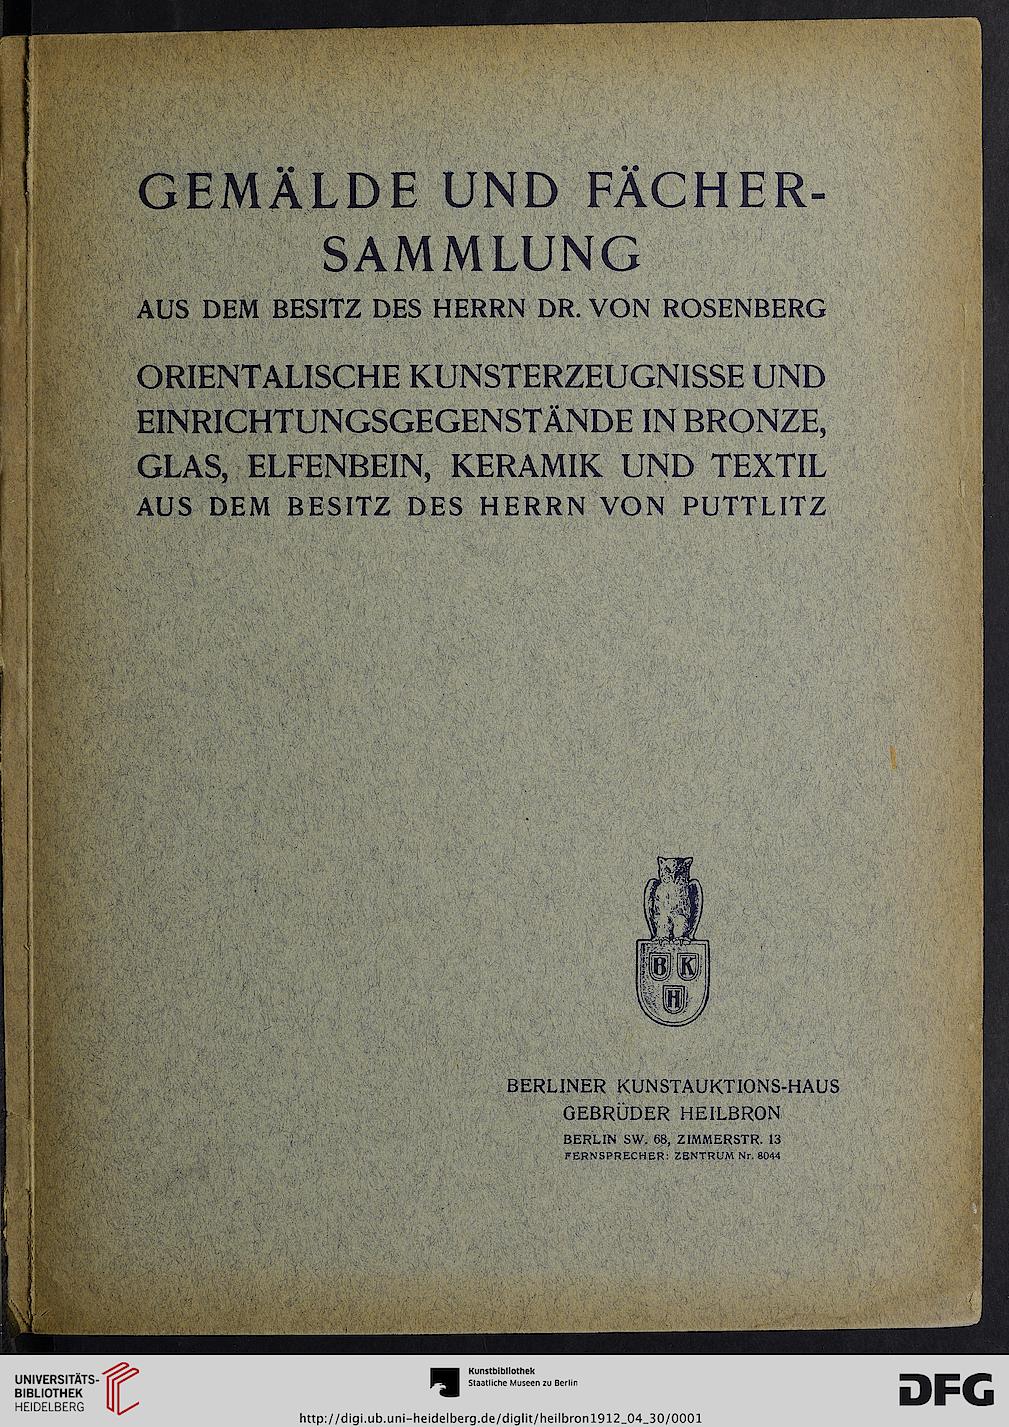 GEMÄLDE UND FÄCHER-
SAMMLUNG
AUS DEM BESITZ DES HERRN DR. VON ROSENBERG
ORIENTALISCHE KUNSTERZEUGNISSE UND
EINRICHTUNGSGEGENSTÄNDE IN BRONZE,
GLAS, ELFENBEIN, KERAMIK UND TEXTIL
AUS DEM BESITZ DES HERRN VON PUTTLITZ
B K
H
BERLINER KUNSTAUKTIONS-HAUS
GEBRÜDER HEILBRON
BERLIN SW. 68, ZIMMERSTR. 13
FERNSPRECHER: ZENTRUM Nr. 8044
UNIVERSITÄTS-
BIBLIOTHEK
HEIDELBERG
Kunstbibliothek
Staatliche Museen zu Berlin
DFG
http://digi.ub.uni-heidelberg.de/diglit/heilbron1912_04_30/0001